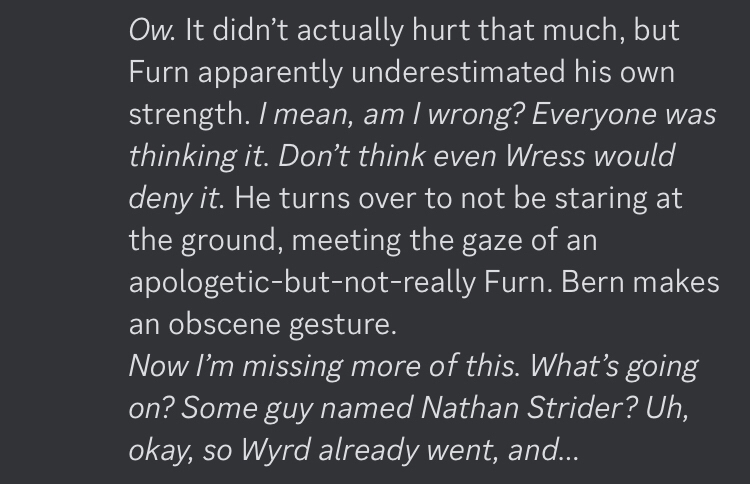 Ow. It didn’t actually hurt that much, but
Furn apparently underestimated his own
strength. I mean, am I wrong? Everyone was
thinking it. Don’t think even Wress would
deny it. He turns over to not be staring at
the ground, meeting the gaze of an
apologetic-but-not-really Furn. Bern makes
an obscene gesture.
Now I’m missing more of this. What’s going
on? Some guy named Nathan Strider? Uh,
okay, so Wyrd already went, and...